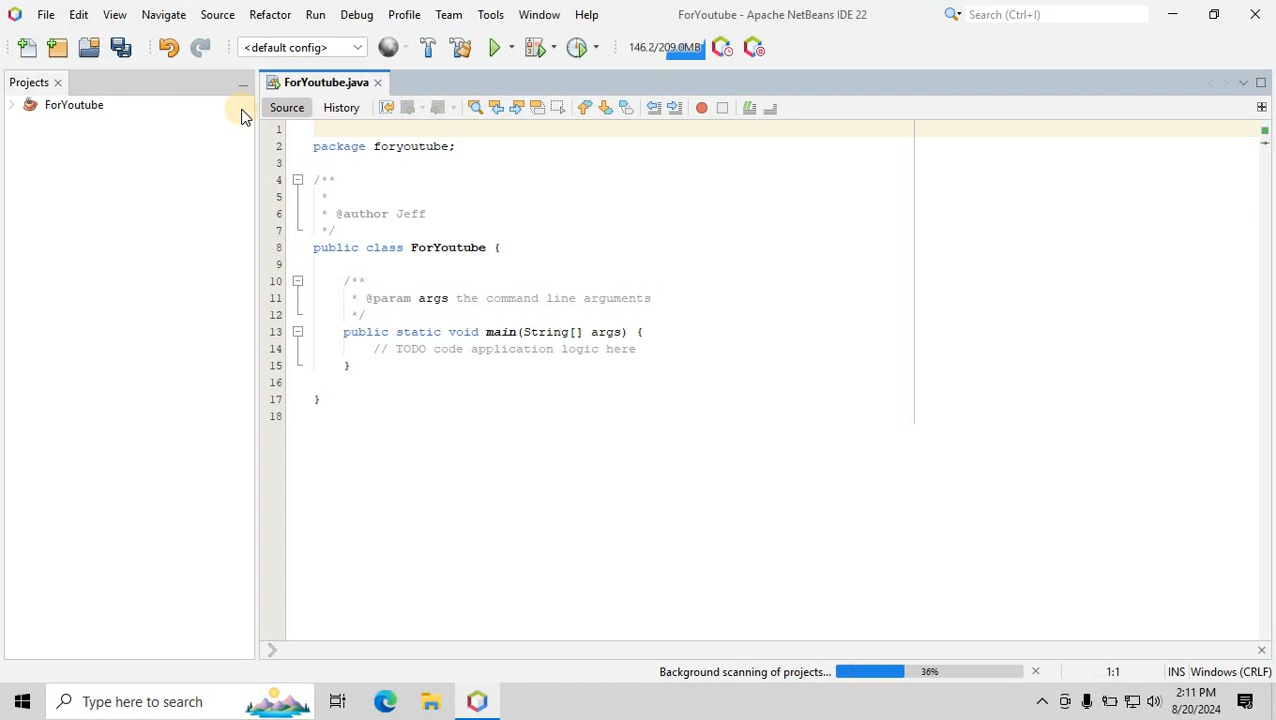 File Edit View Navigate Source Refactor Run Debug Profile Team Tools Window Help
ForYoutube - Apache NetBeans IDE 22
Search (Ctrl+I)
<default config>
146.2/209.0MB
Projects
ForYoutube.java
ForYoutube
Source History
1
2 package foryoutube;
3
4 /**
5 *
6 * @author Jeff
7 */
8 public class ForYoutube {
9
10 /**
11 * @param args the command line arguments
12 */
13 public static void main(String[] args) {
14 // TODO code application logic here
15 }
16
17 }
18
Background scanning of projects... 36% 1:1 INS Windows (CRLF)
Type here to search
2:11 PM
8/20/2024